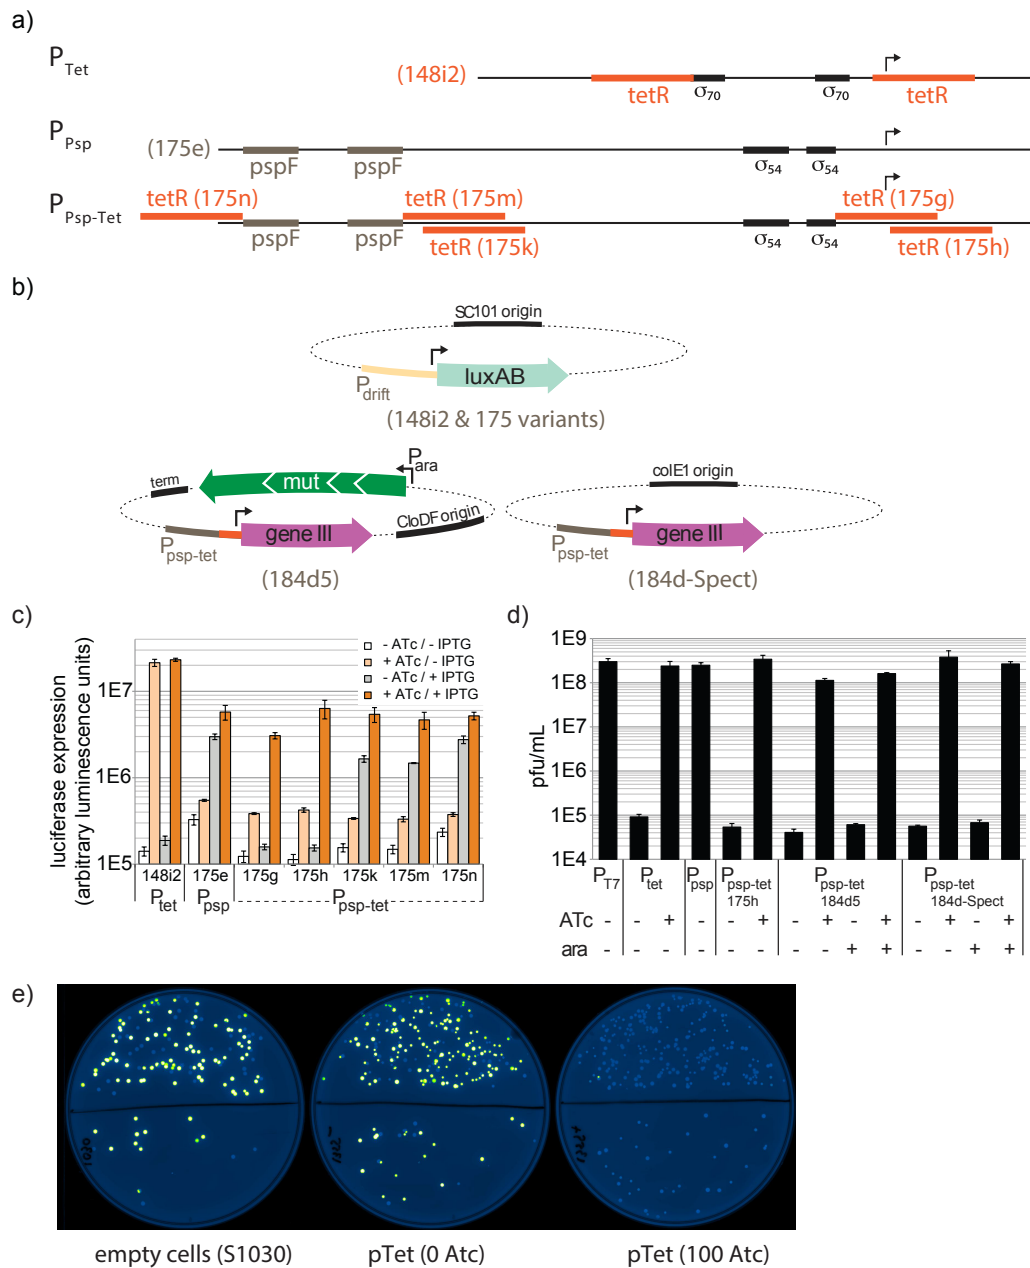 a)
P Tet
(148i2)
tetR
σ70
σ70
tetR
P Psp
(175e)
pspF
pspF
σ54
σ54
P Psp-Tet
tetR (175n)
tetR (175m)
tetR (175g)
pspF
pspF
tetR (175k)
σ54
σ54
tetR (175h)
b)
SC101 origin
luxAB
P drift
(148i2 & 175 variants)
P ara
term
mut
CloDF origin
gene III
P psp-tet
(184d5)
colE1 origin
gene III
P psp-tet
(184d-Spect)
c)
luciferase expression
(arbitrary luminescence units)
1E7
1E6
1E5
- ATc / - IPTG
+ ATc / - IPTG
- ATc / + IPTG
+ ATc / + IPTG
148i2 175e 175g 175h 175k 175m 175n
P tet P psp P psp-tet
d)
pfu/mL
1E9
1E8
1E7
1E6
1E5
1E4
P T7 P tet P psp P psp-tet 175h P psp-tet 184d5 P psp-tet 184d-Spect
ATc - - + - - + - + - + - + - +
ara - - - - - - - - + + - - + +
e)
1030
empty cells (S1030)
pTet (0 Atc)
pTet (100 Atc)